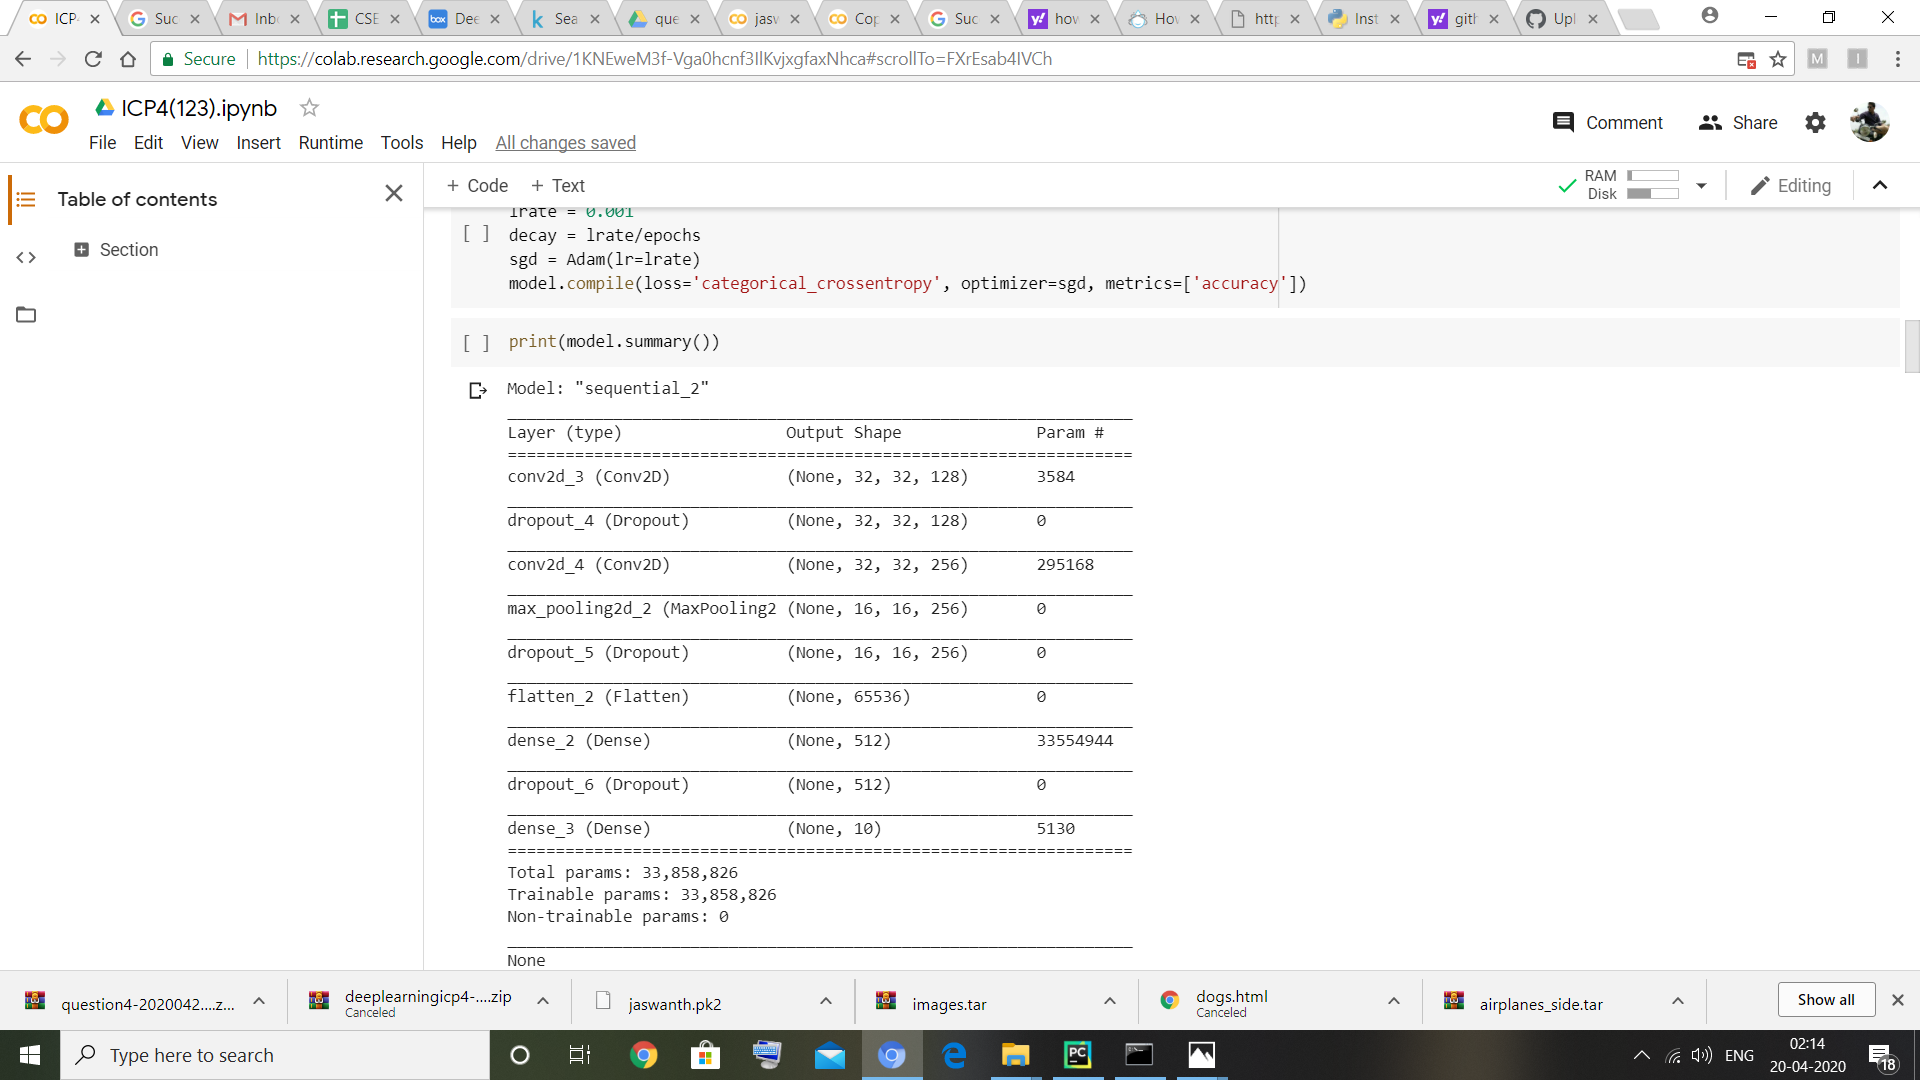 ICP
Suc
Inb
CSE
Dee
Sea
que
jasw
Cop
Suc
how
Hov
http
Inst
gith
Upl
Secure
https://colab.research.google.com/drive/1KNEweM3f-Vga0hcnf3IlKvjxgfaxNhca#scrollTo=FXrEsab4IVCh
M
I
ICP4(123).ipynb
Comment
Share
File Edit View Insert Runtime Tools Help All changes saved
Table of contents
Section
+ Code + Text
RAM
Disk
Editing
lrate = 0.001
[ ] decay = lrate/epochs
sgd = Adam(lr=lrate)
model.compile(loss='categorical_crossentropy', optimizer=sgd, metrics=['accuracy'])
[ ] print(model.summary())
Model: "sequential_2"
_________________________________________________________________
Layer (type) Output Shape Param #
=================================================================
conv2d_3 (Conv2D) (None, 32, 32, 128) 3584
_________________________________________________________________
dropout_4 (Dropout) (None, 32, 32, 128) 0
_________________________________________________________________
conv2d_4 (Conv2D) (None, 32, 32, 256) 295168
_________________________________________________________________
max_pooling2d_2 (MaxPooling2 (None, 16, 16, 256) 0
_________________________________________________________________
dropout_5 (Dropout) (None, 16, 16, 256) 0
_________________________________________________________________
flatten_2 (Flatten) (None, 65536) 0
_________________________________________________________________
dense_2 (Dense) (None, 512) 33554944
_________________________________________________________________
dropout_6 (Dropout) (None, 512) 0
_________________________________________________________________
dense_3 (Dense) (None, 10) 5130
=================================================================
Total params: 33,858,826
Trainable params: 33,858,826
Non-trainable params: 0
_________________________________________________________________
None
question4-2020042....z...
deeplearningicp4-....zip
Canceled
jaswanth.pk2
images.tar
dogs.html
Canceled
airplanes_side.tar
Show all
Type here to search
ENG
02:14
20-04-2020
18